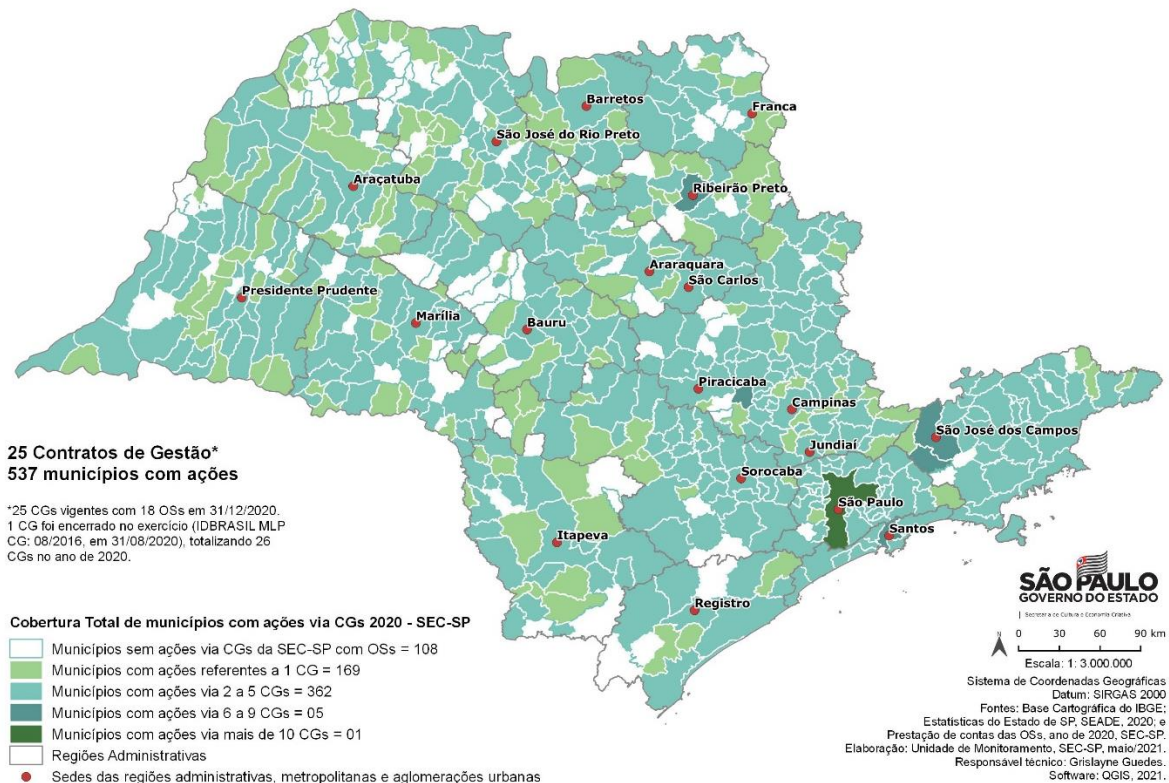 Barretos
Franca
São José do Rio Preto
Araçatuba
Ribeirão Preto
Araraquara
São Carlos
Presidente Prudente
Marília
Bauru
Piracicaba
Campinas
São José dos Campos
Jundiaí
Sorocaba
São Paulo
Santos
Itapeva
Registro
25 Contratos de Gestão*
537 municípios com ações
*25 CGs vigentes com 18 OSs em 31/12/2020.
1 CG foi encerrado no exercício (IDBRASIL MLP
CG: 08/2016, em 31/08/2020), totalizando 26
CGs no ano de 2020.
Cobertura Total de municípios com ações via CGs 2020 - SEC-SP
Municípios sem ações via CGs da SEC-SP com OSs = 108
Municípios com ações referentes a 1 CG = 169
Municípios com ações via 2 a 5 CGs = 362
Municípios com ações via 6 a 9 CGs = 05
Municípios com ações via mais de 10 CGs = 01
Regiões Administrativas
Sedes das regiões administrativas, metropolitanas e aglomerações urbanas
SÃO PAULO
GOVERNO DO ESTADO
Secretaria de Cultura e Economia Criativa
N
0 30 60 90 km
Escala: 1: 3.000.000
Sistema de Coordenadas Geográficas
Datum: SIRGAS 2000
Fontes: Base Cartográfica do IBGE;
Estatísticas do Estado de SP, SEADE, 2020; e
Prestação de contas das OSs, ano de 2020, SEC-SP.
Elaboração: Unidade de Monitoramento, SEC-SP, maio/2021.
Responsável técnico: Grislayne Guedes.
Software: QGIS, 2021.